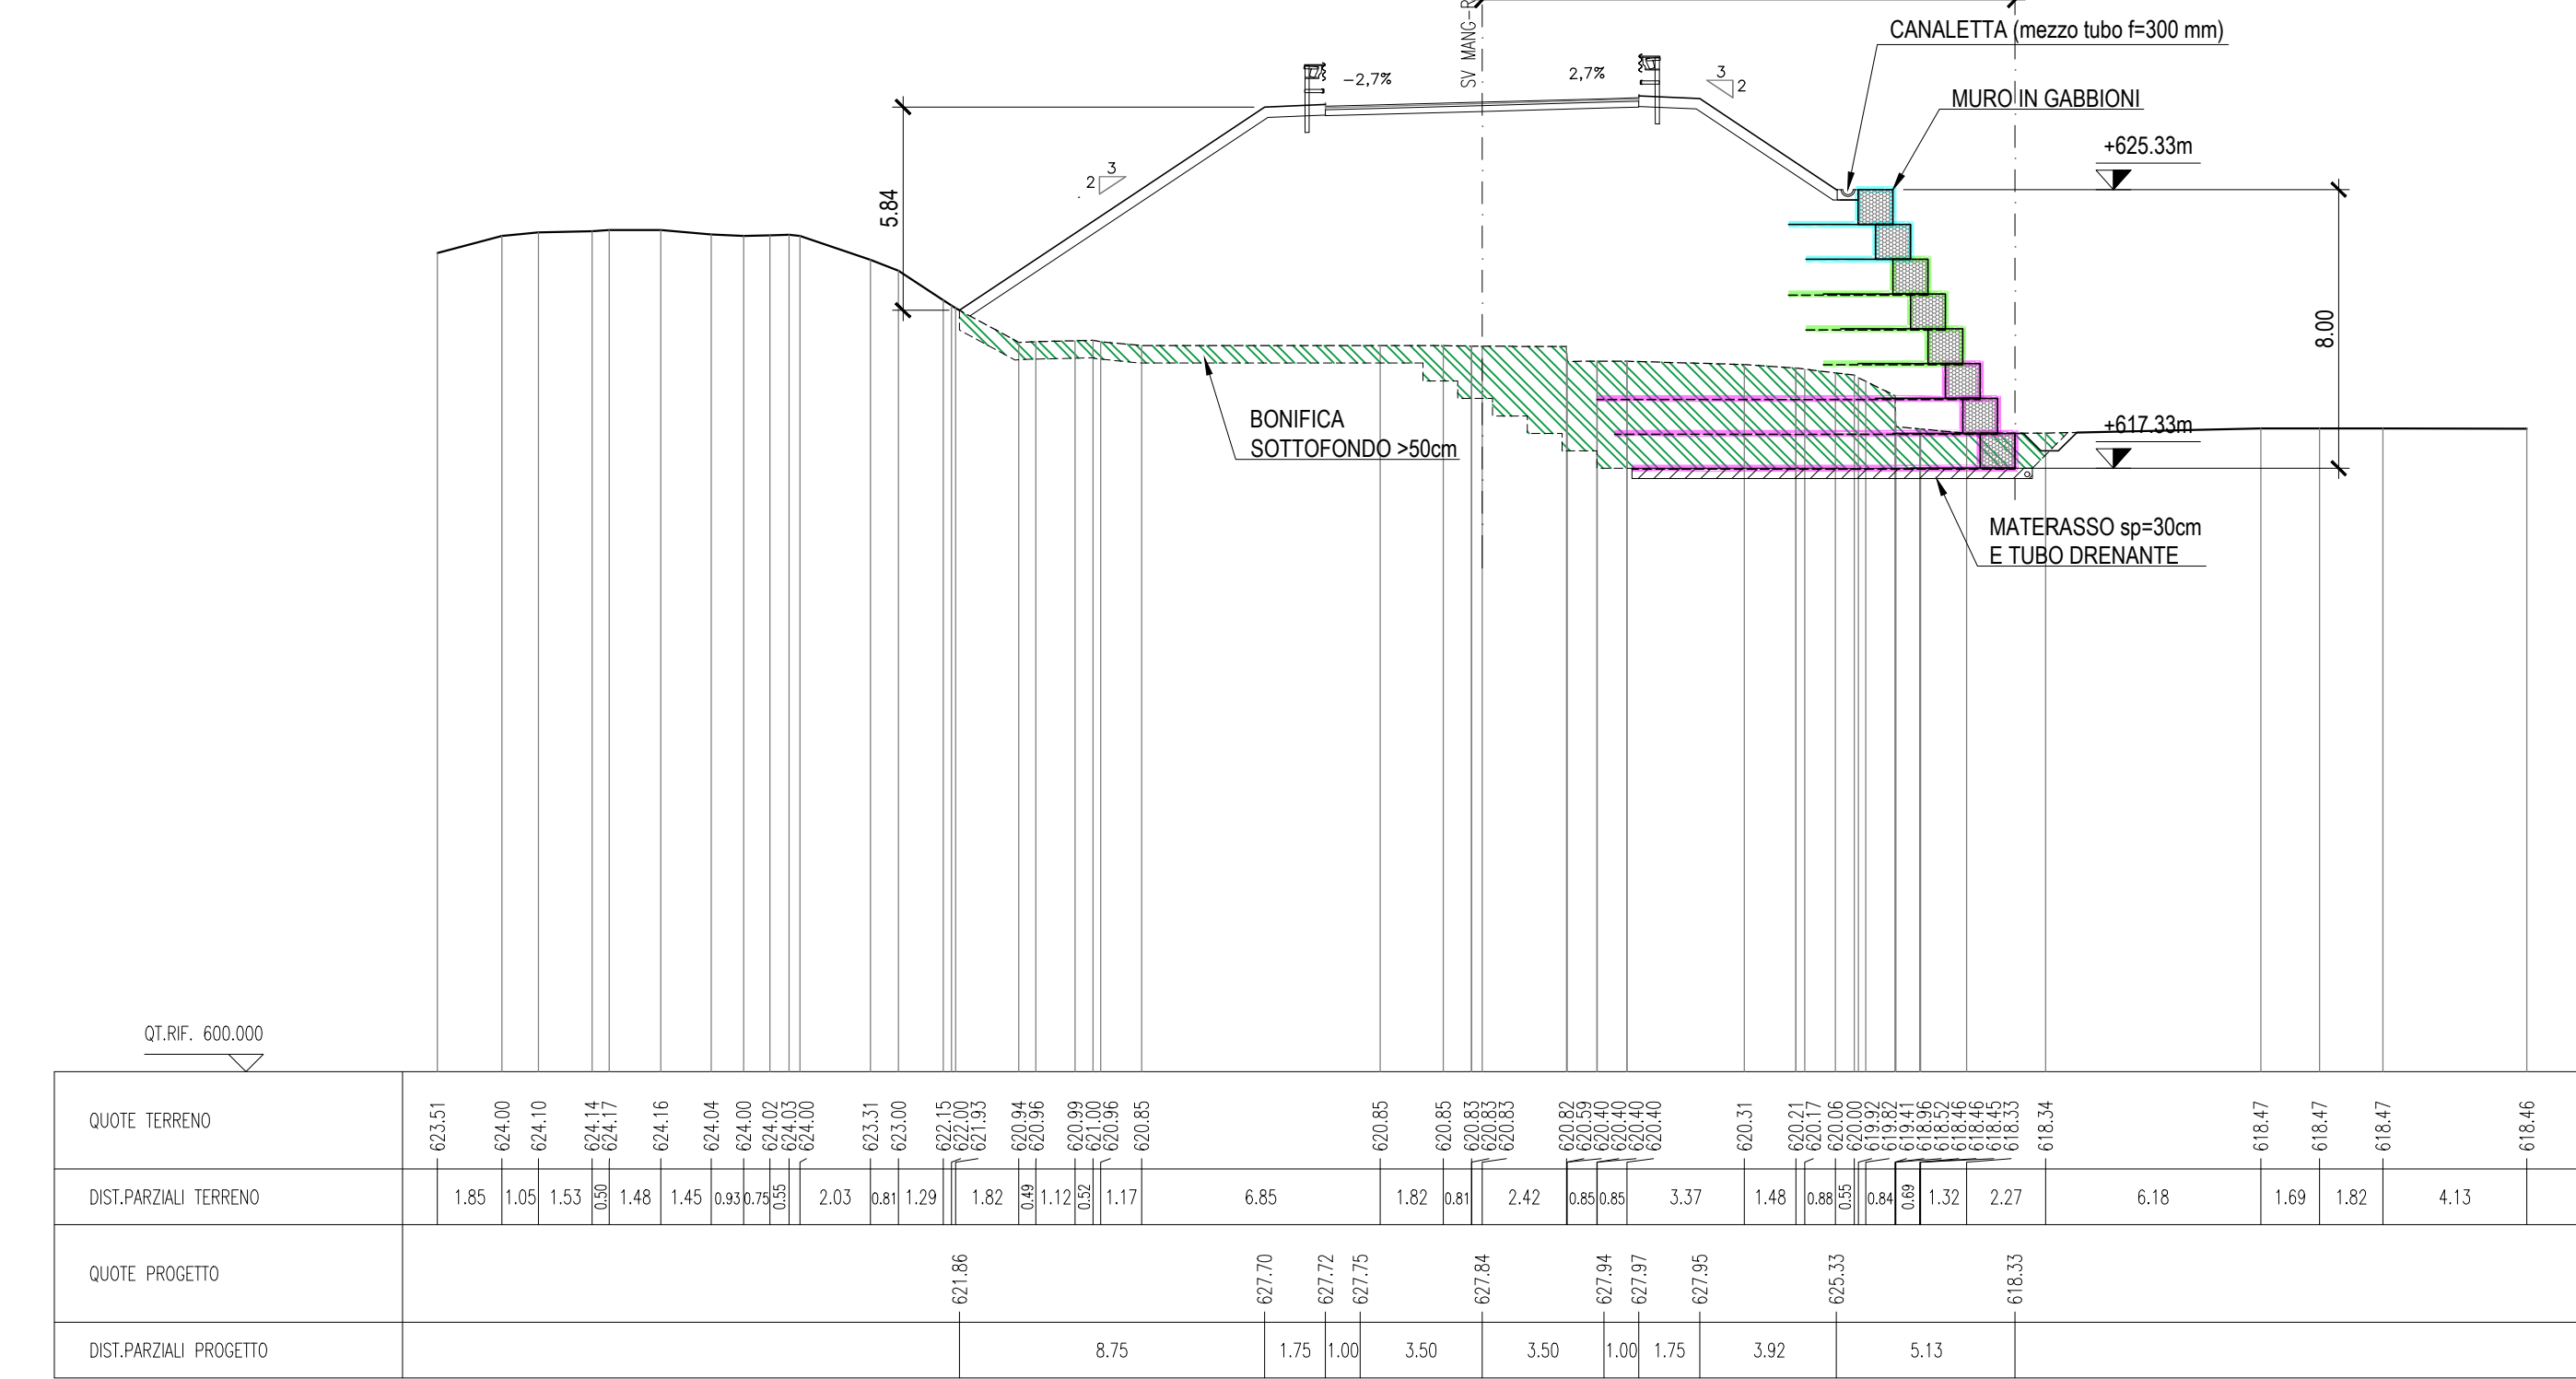 SV MANG-R
CANALETTA (mezzo tubo f=300 mm)
-2,7%
2,7%
3
2
MURO IN GABBIONI
+625.33m
3
2
5.84
8.00
BONIFICA
SOTTOFONDO >50cm
+617.33m
MATERASSO sp=30cm
E TUBO DRENANTE
QT.RIF. 600.000
QUOTE TERRENO
623.51 624.00 624.10 624.14 624.17 624.16 624.04 624.00 624.02 624.03 624.00 623.31 623.00 622.15 622.00 621.93 620.94 620.96 620.99 621.00 620.96 620.85 620.85 620.85 620.83 620.83 620.83 620.82 620.59 620.40 620.40 620.40 620.40 620.31 620.21 620.17 620.06 620.00 619.92 619.82 619.41 618.96 618.52 618.46 618.46 618.45 618.33 618.34 618.47 618.47 618.47 618.46
DIST.PARZIALI TERRENO
1.85 1.05 1.53 0.50 1.48 1.45 0.93 0.75 0.55 2.03 0.81 1.29 1.82 0.49 1.12 0.52 1.17 6.85 1.82 0.81 2.42 0.85 0.85 3.37 1.48 0.88 0.55 0.84 0.69 1.32 2.27 6.18 1.69 1.82 4.13
QUOTE PROGETTO
621.86 627.70 627.72 627.75 627.84 627.94 627.97 627.95 625.33 618.33
DIST.PARZIALI PROGETTO
8.75 1.75 1.00 3.50 3.50 1.00 1.75 3.92 5.13